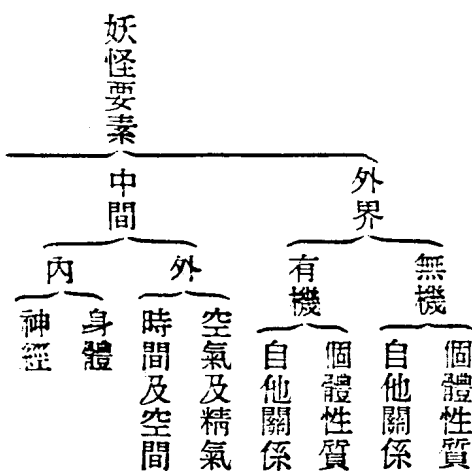 妖怪要素
外界
中間
無機
有機
外
內
個體性質
自他關係
個體性質
自他關係
空氣及精氣
時間及空間
身體
神經